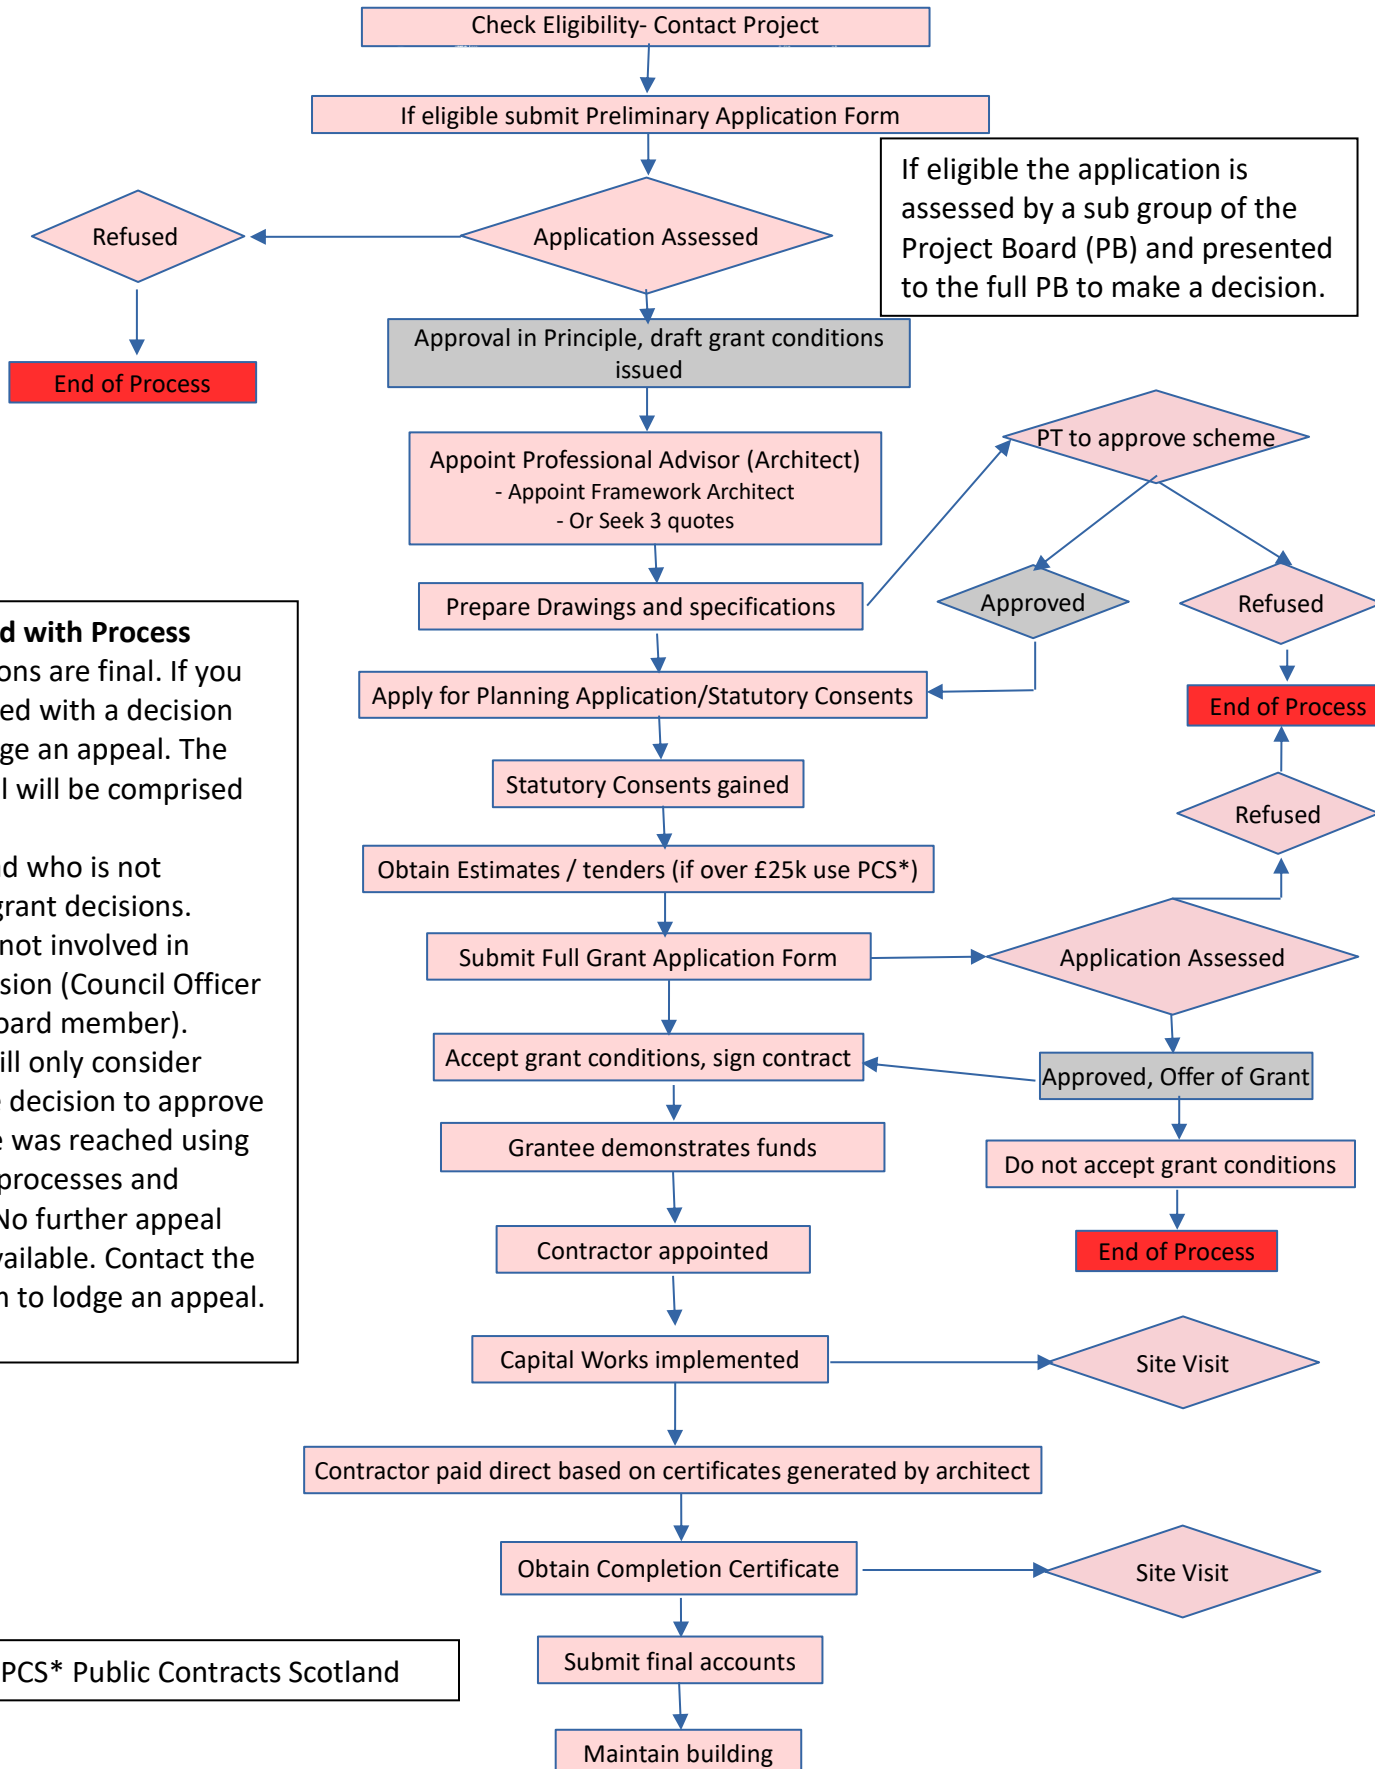 Check Eligibility- Contact Project
If eligible submit Preliminary Application Form
If eligible the application is
assessed by a sub group of the
Project Board (PB) and presented
to the full PB to make a decision.
Refused
Application Assessed
Approval in Principle, draft grant conditions
issued
End of Process
PT to approve scheme
Appoint Professional Advisor (Architect)
- Appoint Framework Architect
- Or Seek 3 quotes
Prepare Drawings and specifications
Approved
Refused
Apply for Planning Application/Statutory Consents
End of Process
Statutory Consents gained
Refused
Obtain Estimates / tenders (if over £25k use PCS*)
Submit Full Grant Application Form
Application Assessed
Accept grant conditions, sign contract
Approved, Offer of Grant
Grantee demonstrates funds
Do not accept grant conditions
Contractor appointed
End of Process
Capital Works implemented
Site Visit
Contractor paid direct based on certificates generated by architect
Obtain Completion Certificate
Site Visit
Submit final accounts
Maintain building
d with Process
ons are final. If you
ed with a decision
ge an appeal. The
l will be comprised
d who is not
grant decisions.
not involved in
sion (Council Officer
oard member).
ill only consider
e decision to approve
e was reached using
processes and
No further appeal
vailable. Contact the
m to lodge an appeal.
PCS* Public Contracts Scotland